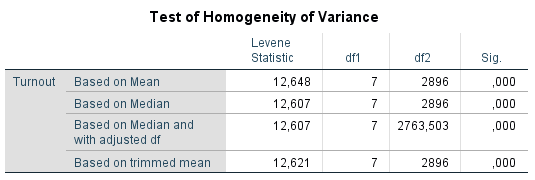 Test of Homogeneity of Variance
Levene Statistic df1 df2 Sig.
Turnout Based on Mean 12,648 7 2896 ,000
Based on Median 12,607 7 2896 ,000
Based on Median and with adjusted df 12,607 7 2763,503 ,000
Based on trimmed mean 12,621 7 2896 ,000